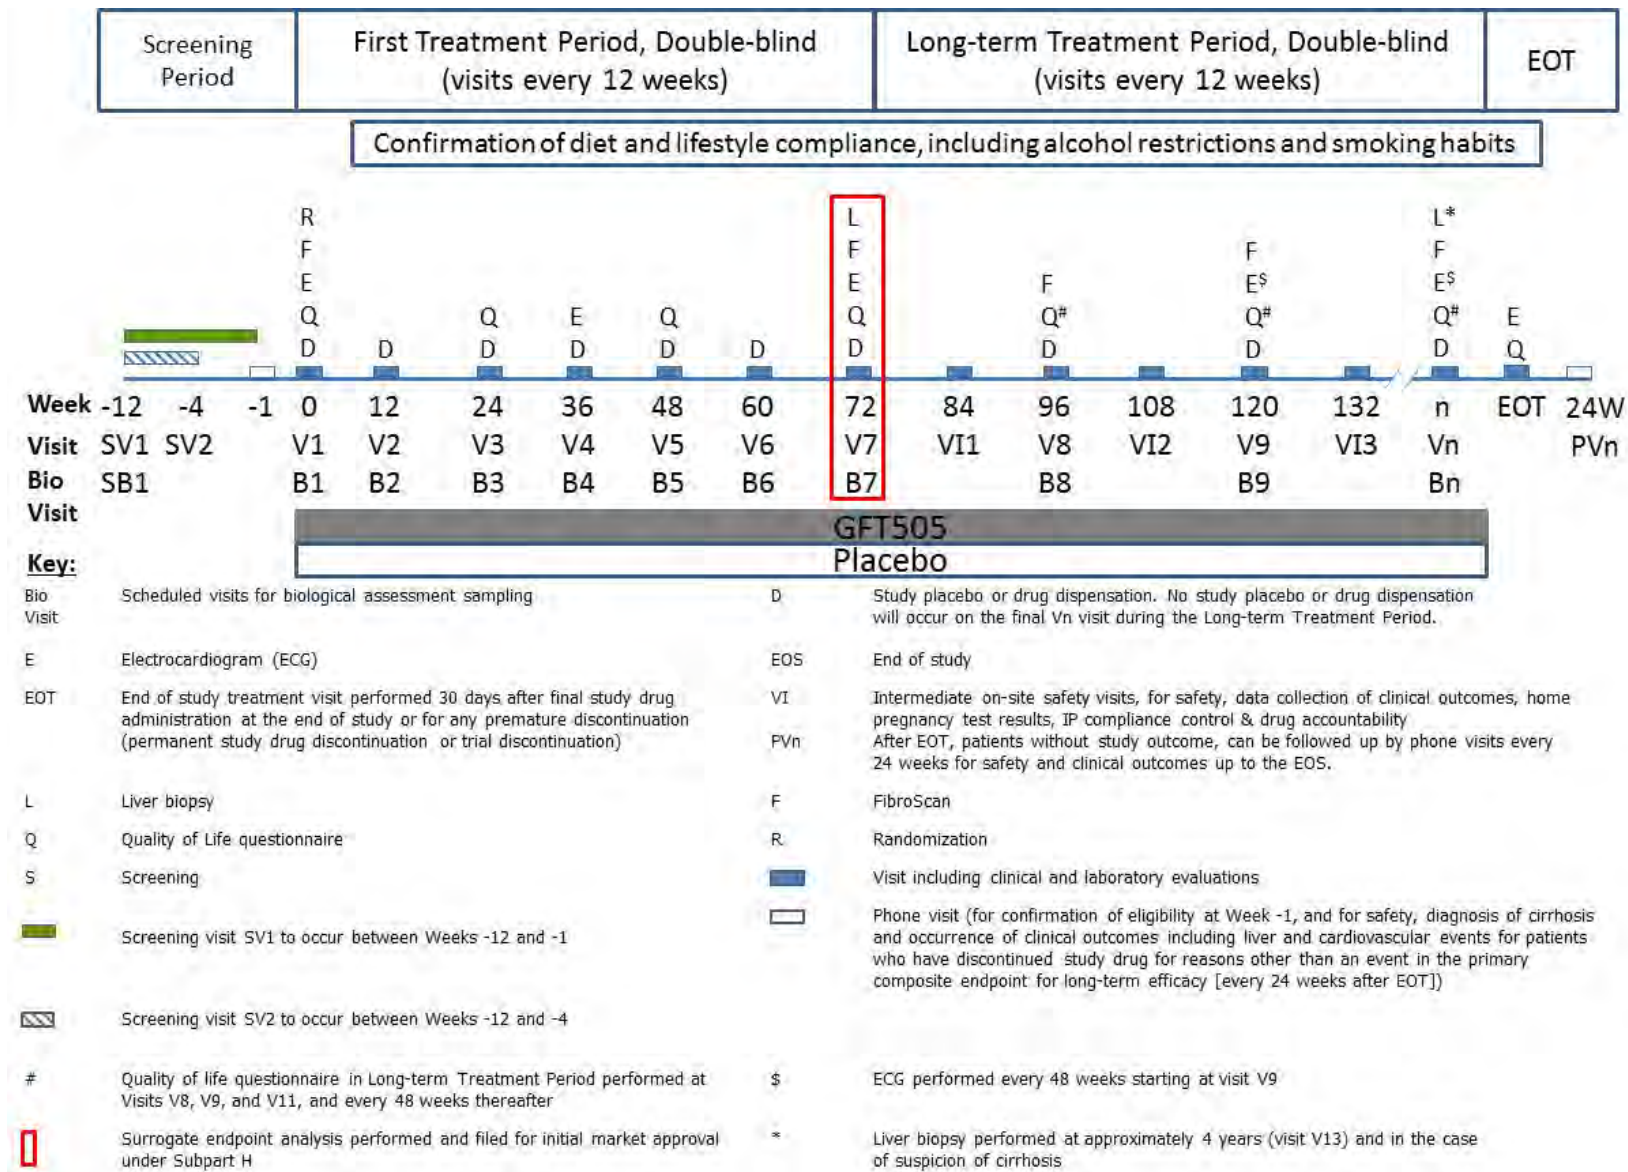 Screening
Period
First Treatment Period, Double-blind
(visits every 12 weeks)
Long-term Treatment Period, Double-blind
(visits every 12 weeks)
EOT
Confirmation of diet and lifestyle compliance, including alcohol restrictions and smoking habits
R L L*
F F F F
E E F E$ E$
Q Q E Q Q Q# Q# Q# E
D D D D D D D D D D Q
Week -12 -4 -1 0 12 24 36 48 60 72 84 96 108 120 132 n EOT 24W
Visit SV1 SV2 V1 V2 V3 V4 V5 V6 V7 VI1 V8 VI2 V9 VI3 Vn PVn
Bio SB1 B1 B2 B3 B4 B5 B6 B7 B8 B9 Bn
Visit
GFT505
Placebo
Key:
Bio
Visit
Scheduled visits for biological assessment sampling
D Study placebo or drug dispensation. No study placebo or drug dispensation
will occur on the final Vn visit during the Long-term Treatment Period.
E Electrocardiogram (ECG)
EOS End of study
EOT End of study treatment visit performed 30 days after final study drug
administration at the end of study or for any premature discontinuation
(permanent study drug discontinuation or trial discontinuation)
VI Intermediate on-site safety visits, for safety, data collection of clinical outcomes, home
pregnancy test results, IP compliance control & drug accountability
PVn After EOT, patients without study outcome, can be followed up by phone visits every
24 weeks for safety and clinical outcomes up to the EOS.
L Liver biopsy
F FibroScan
Q Quality of Life questionnaire
R Randomization
S Screening
Visit including clinical and laboratory evaluations
Screening visit SV1 to occur between Weeks -12 and -1
Phone visit (for confirmation of eligibility at Week -1, and for safety, diagnosis of cirrhosis
and occurrence of clinical outcomes including liver and cardiovascular events for patients
who have discontinued study drug for reasons other than an event in the primary
composite endpoint for long-term efficacy [every 24 weeks after EOT])
Screening visit SV2 to occur between Weeks -12 and -4
# Quality of life questionnaire in Long-term Treatment Period performed at
Visits V8, V9, and V11, and every 48 weeks thereafter
$ ECG performed every 48 weeks starting at visit V9
Surrogate endpoint analysis performed and filed for initial market approval
under Subpart H
* Liver biopsy performed at approximately 4 years (visit V13) and in the case
of suspicion of cirrhosis